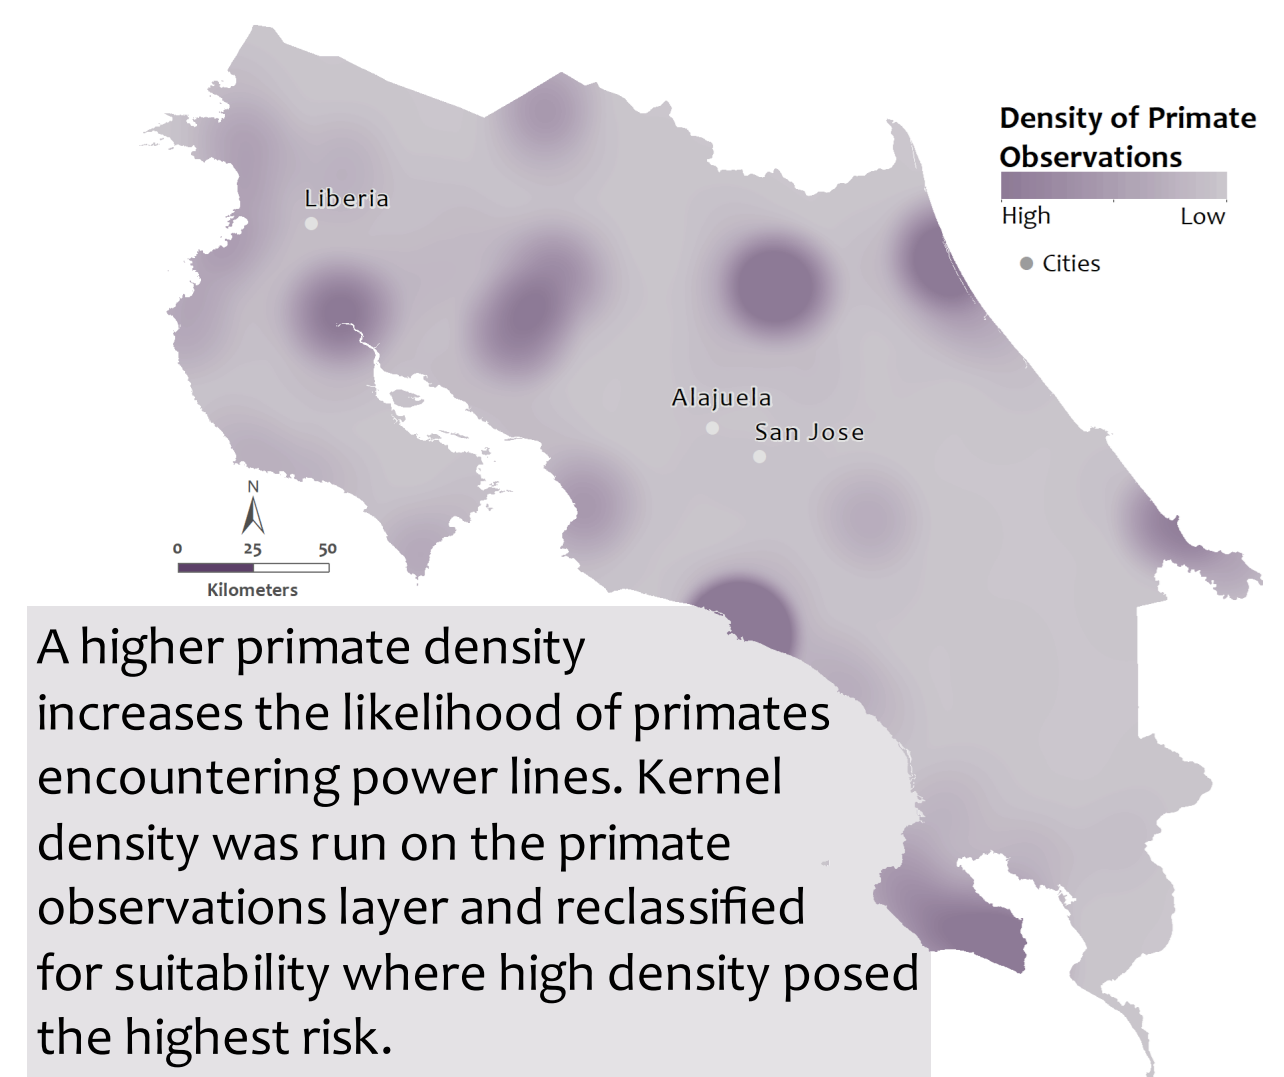 Density of Primate
Observations
High Low
Cities
Liberia
Alajuela
San Jose
N
0 25 50
Kilometers
A higher primate density
increases the likelihood of primates
encountering power lines. Kernel
density was run on the primate
observations layer and reclassified
for suitability where high density posed
the highest risk.